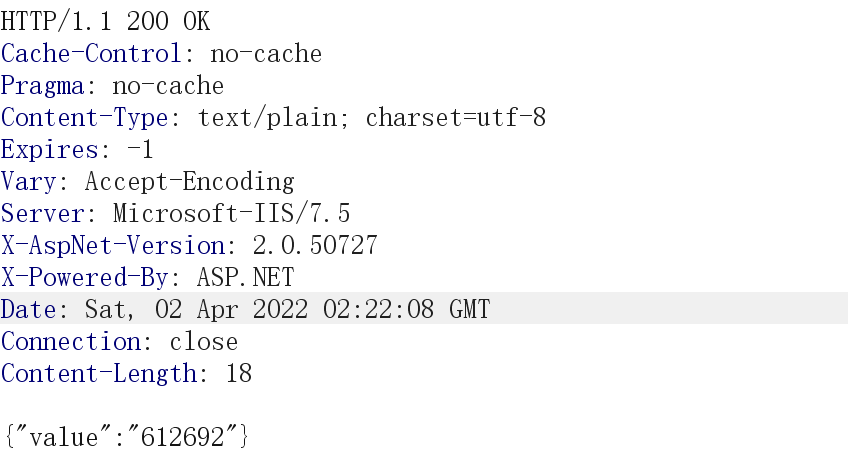 HTTP/1.1 200 OK
Cache-Control: no-cache
Pragma: no-cache
Content-Type: text/plain; charset=utf-8
Expires: -1
Vary: Accept-Encoding
Server: Microsoft-IIS/7.5
X-AspNet-Version: 2.0.50727
X-Powered-By: ASP.NET
Date: Sat, 02 Apr 2022 02:22:08 GMT
Connection: close
Content-Length: 18
{"value":"612692"}